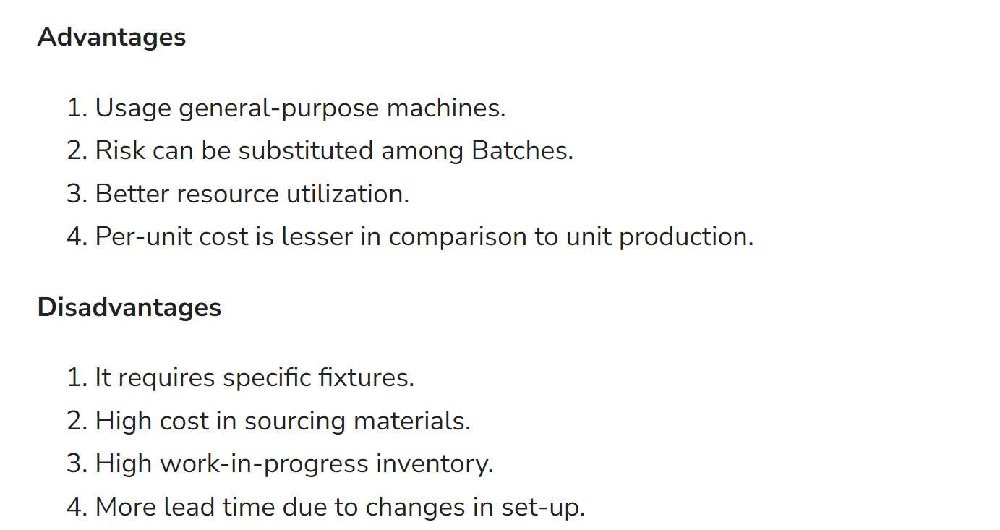 Advantages
1. Usage general-purpose machines.
2. Risk can be substituted among Batches.
3. Better resource utilization.
4. Per-unit cost is lesser in comparison to unit production.
Disadvantages
1. It requires specific fixtures.
2. High cost in sourcing materials.
3. High work-in-progress inventory.
4. More lead time due to changes in set-up.